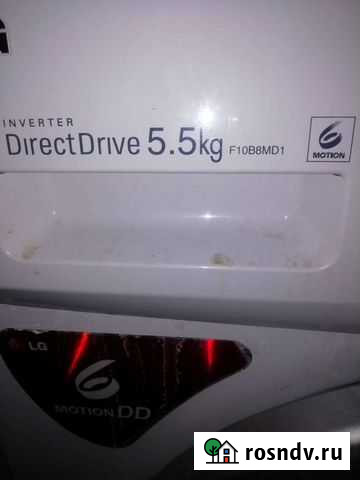 G
INVERTER
DirectDrive 5.5kg F10B8MD1
6
MOTION
LG
6
MOTION DD
rosndv.ru